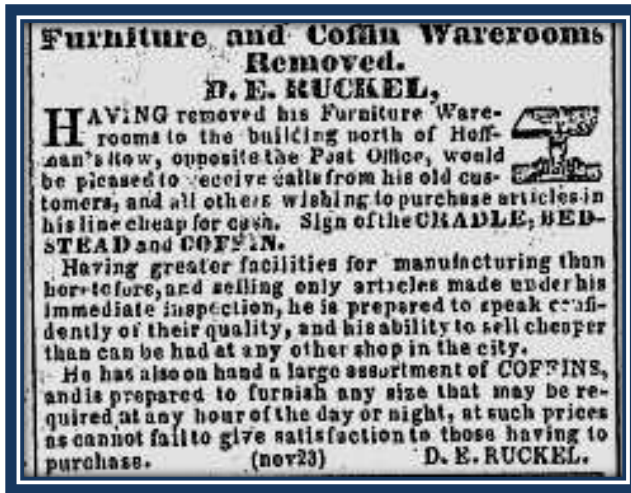 Furniture and Coffin Warerooms
Removed.
D. E. RUCKEL,
HAVING removed his Furniture Ware-
rooms to the building north of Hoff-
man's Row, opposite the Post Office, would
be pleased to receive calls from his old cus-
tomers, and all others wishing to purchase articles in
his line cheap for cash. Sign of the CRADLE, BED-
STEAD and COFFIN.
Having greater facilities for manufacturing than
heretofore, and selling only articles made under his
immediate inspection, he is prepared to speak confi-
dently of their quality, and his ability to sell cheaper
than can be had at any other shop in the city.
He has also on hand a large assortment of COFFINS,
and is prepared to furnish any size that may be re-
quired at any hour of the day or night, at such prices
as cannot fail to give satisfaction to those having to
purchase. (nov23) D. E. RUCKEL.